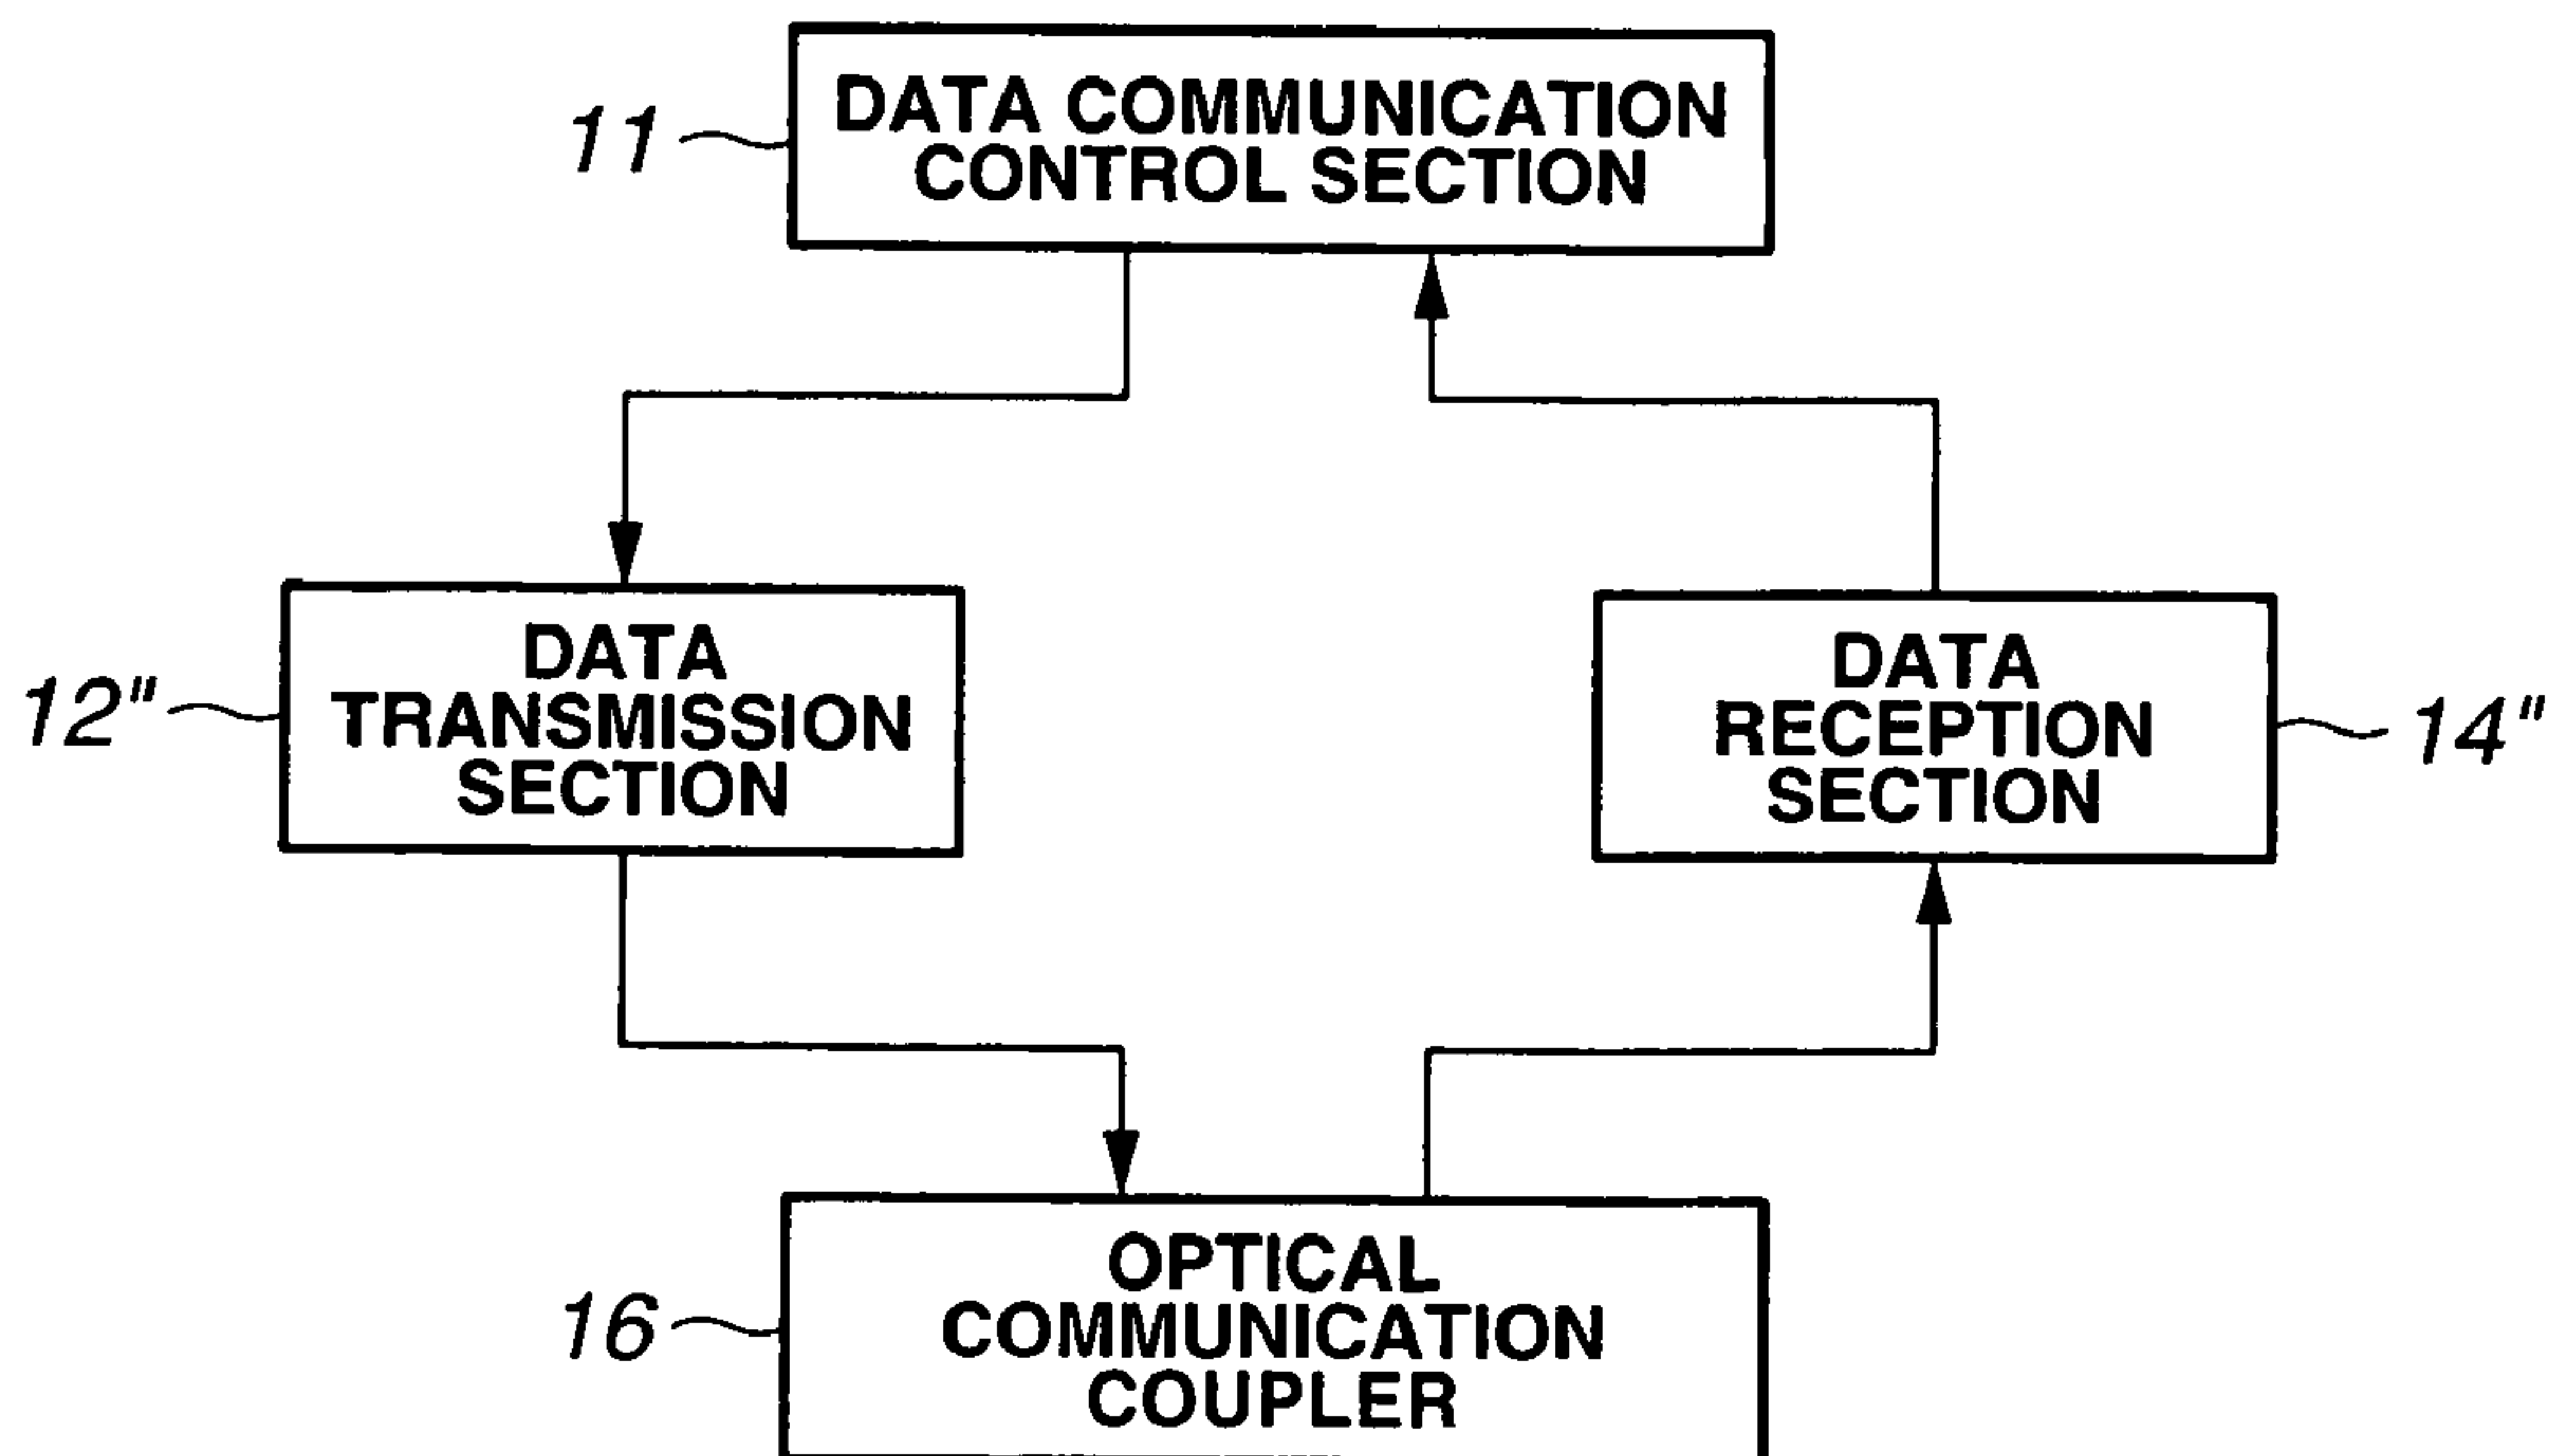 11
DATA COMMUNICATION
CONTROL SECTION
12"
DATA
TRANSMISSION
SECTION
DATA
RECEPTION
SECTION
14"
16
OPTICAL
COMMUNICATION
COUPLER